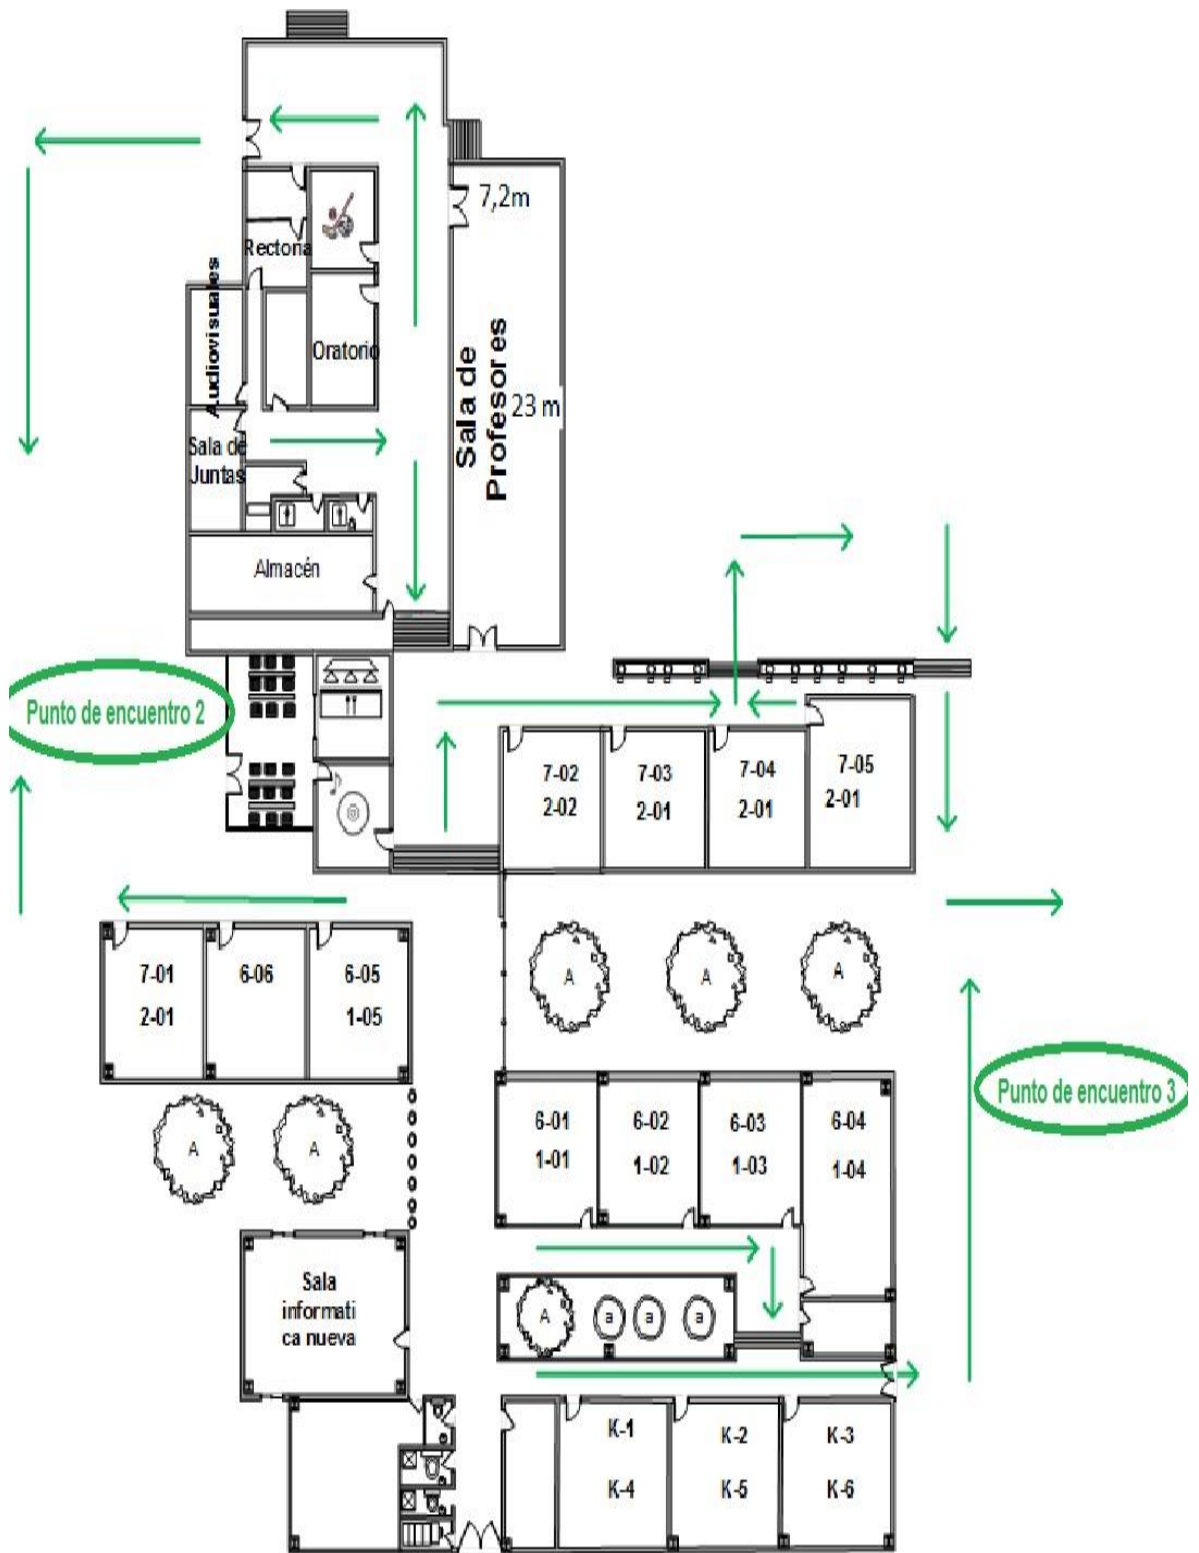 7,2m
Rectoria
Audiovisuales
Oratorio
Sala de
Profesores
23 m
Sala de
Juntas
Almacén
Punto de encuentro 2
7-02
2-02
7-03
2-01
7-04
2-01
7-05
2-01
7-01
2-01
6-06
6-05
1-05
A
A
A
Punto de encuentro 3
6-01
1-01
6-02
1-02
6-03
1-03
6-04
1-04
A
A
Sala
informati
ca nueva
A
a
a
a
K-1
K-4
K-2
K-5
K-3
K-6